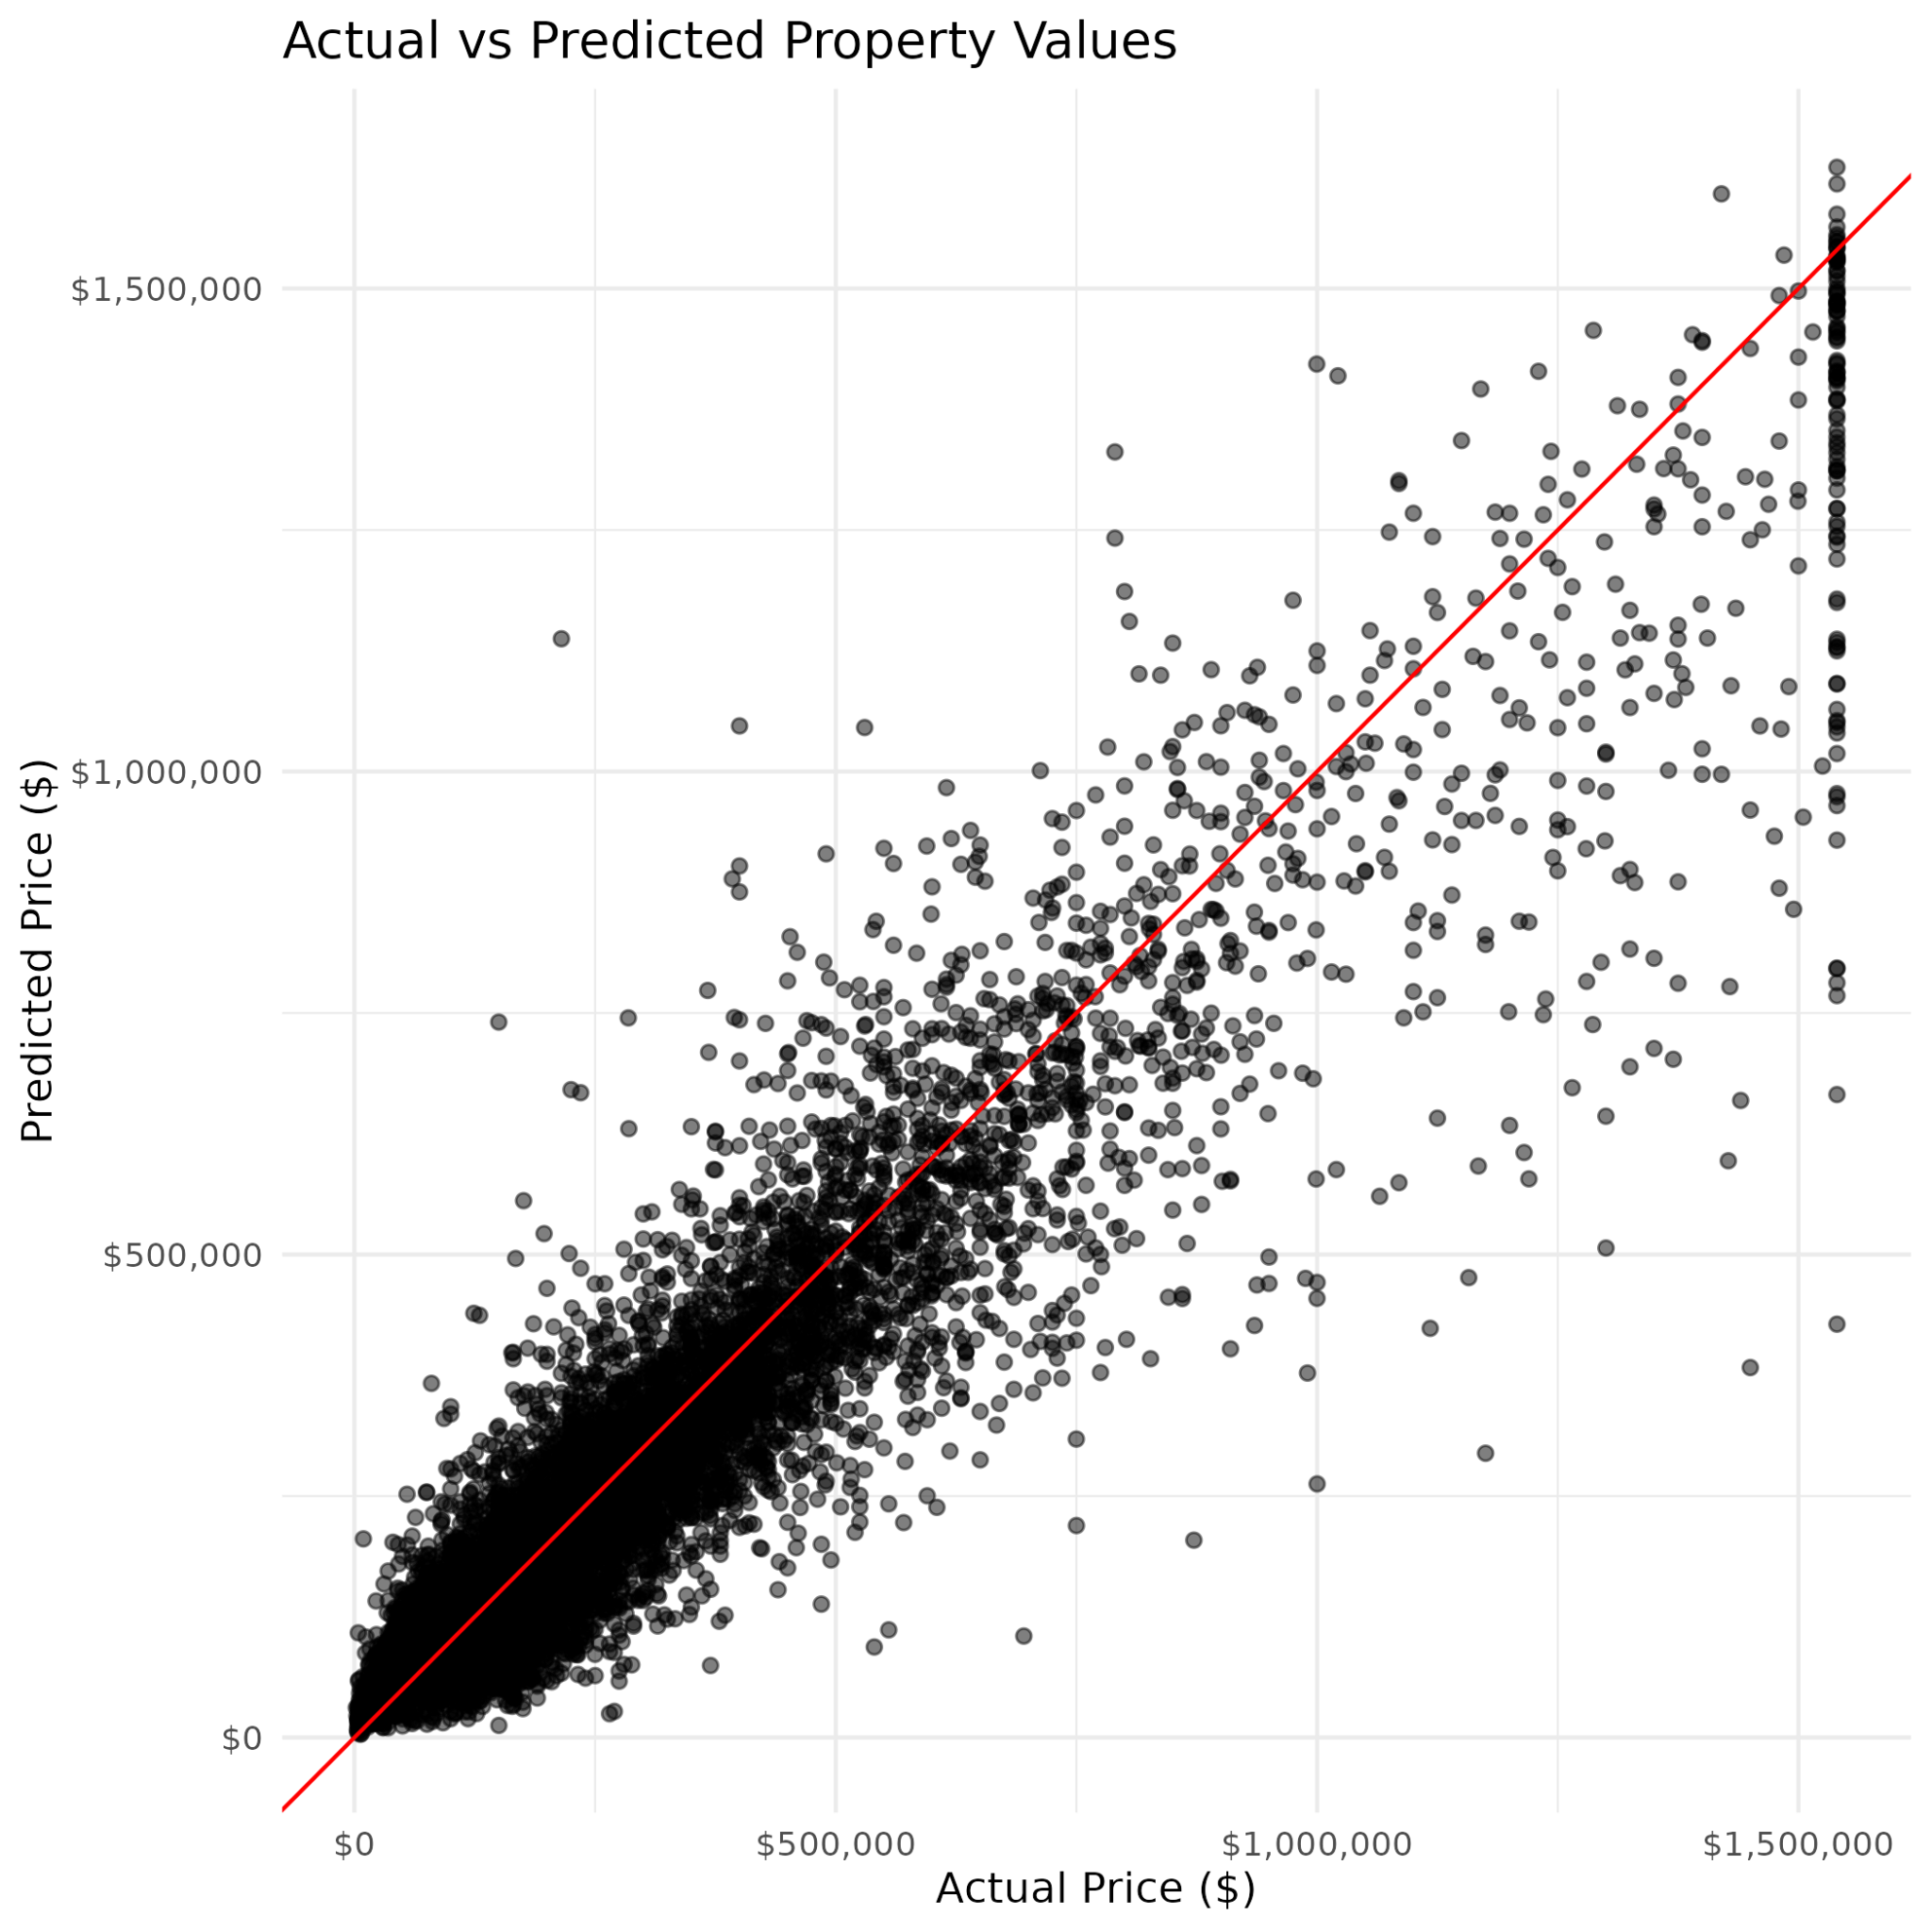 Actual vs Predicted Property Values
Predicted Price ($)
$1,500,000
$1,000,000
$500,000
$0
$0
$500,000
$1,000,000
$1,500,000
Actual Price ($)